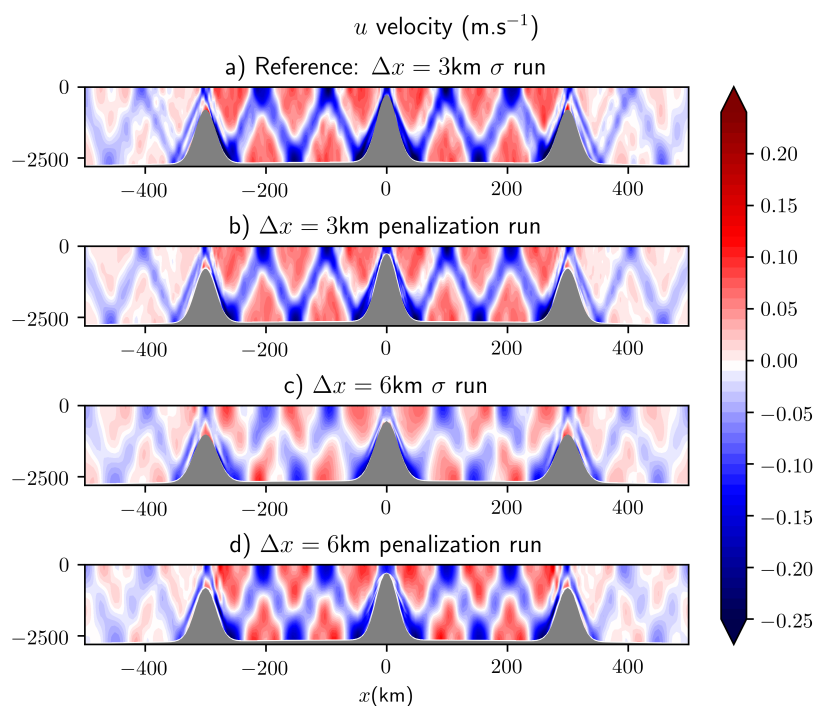 u velocity (m.s⁻¹)
a) Reference: Δx = 3km σ run
0
−2500
−400 −200 0 200 400
b) Δx = 3km penalization run
0
−2500
−400 −200 0 200 400
c) Δx = 6km σ run
0
−2500
−400 −200 0 200 400
d) Δx = 6km penalization run
0
−2500
−400 −200 0 200 400
x(km)
0.20
0.15
0.10
0.05
0.00
−0.05
−0.10
−0.15
−0.20
−0.25